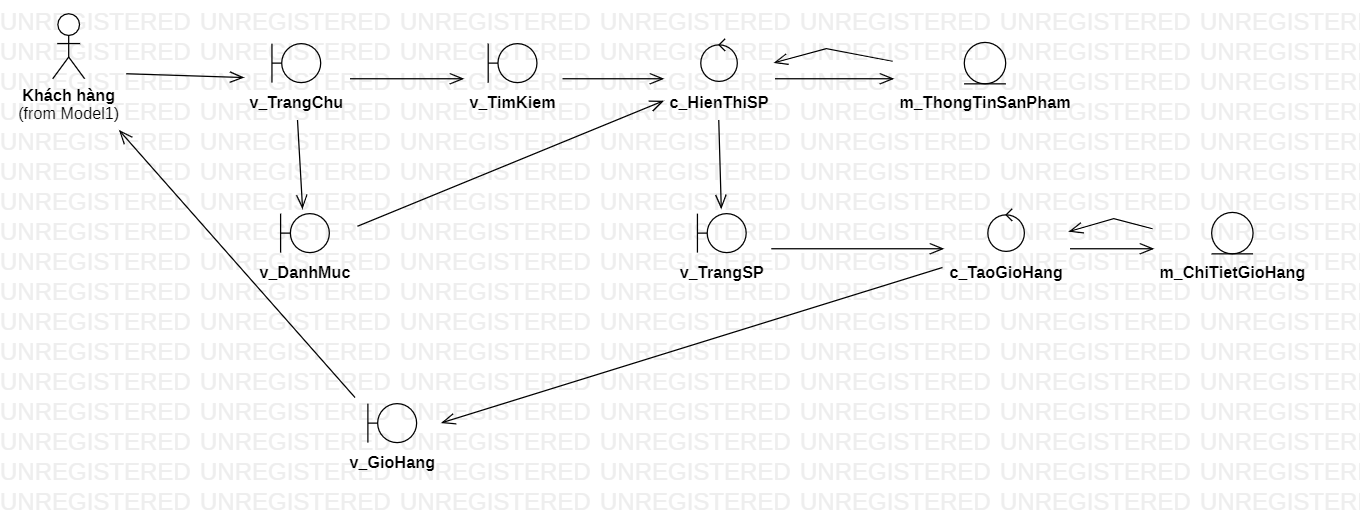 Khách hàng
(from Model1)
v_TrangChu
v_TimKiem
c_HienThiSP
m_ThongTinSanPham
v_DanhMuc
v_TrangSP
c_TaoGioHang
m_ChiTietGioHang
v_GioHang
UNREGISTERED UNREGISTERED UNREGISTERED UNREGISTERED UNREGISTERED UNREGISTERED UNREGISTERED